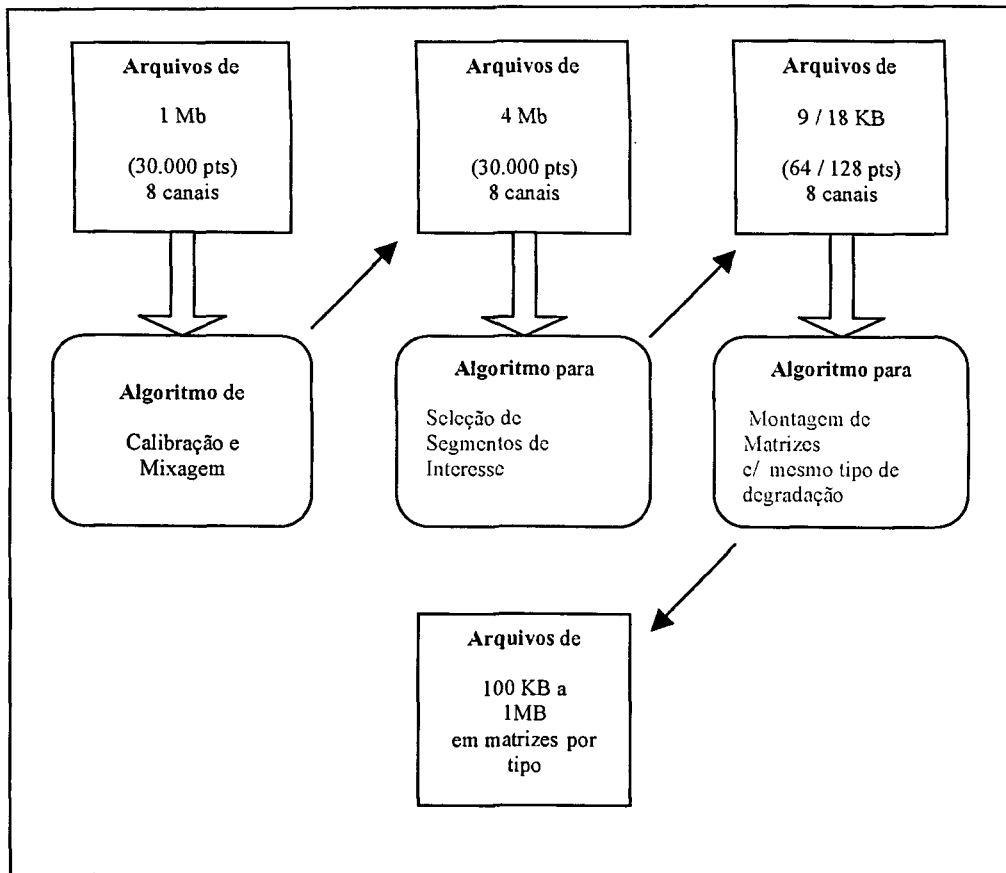 Arquivos de
1 Mb
(30.000 pts)
8 canais
Arquivos de
4 Mb
(30.000 pts)
8 canais
Arquivos de
9 / 18 KB
(64 / 128 pts)
8 canais
Algoritmo de
Calibração e
Mixagem
Algoritmo para
Seleção de
Segmentos de
Interesse
Algoritmo para
Montagem de
Matrizes
c/ mesmo tipo de
degradação
Arquivos de
100 KB a
1MB
em matrizes por
tipo